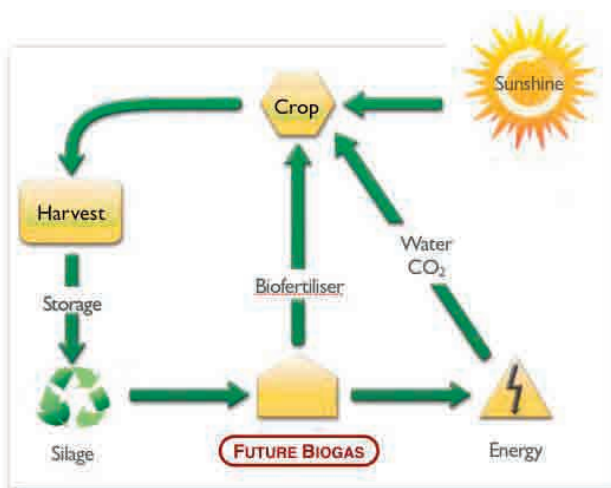 Sunshine
Crop
Harvest
Water
CO₂
Biofertiliser
Storage
Silage
FUTURE BIOGAS
Energy